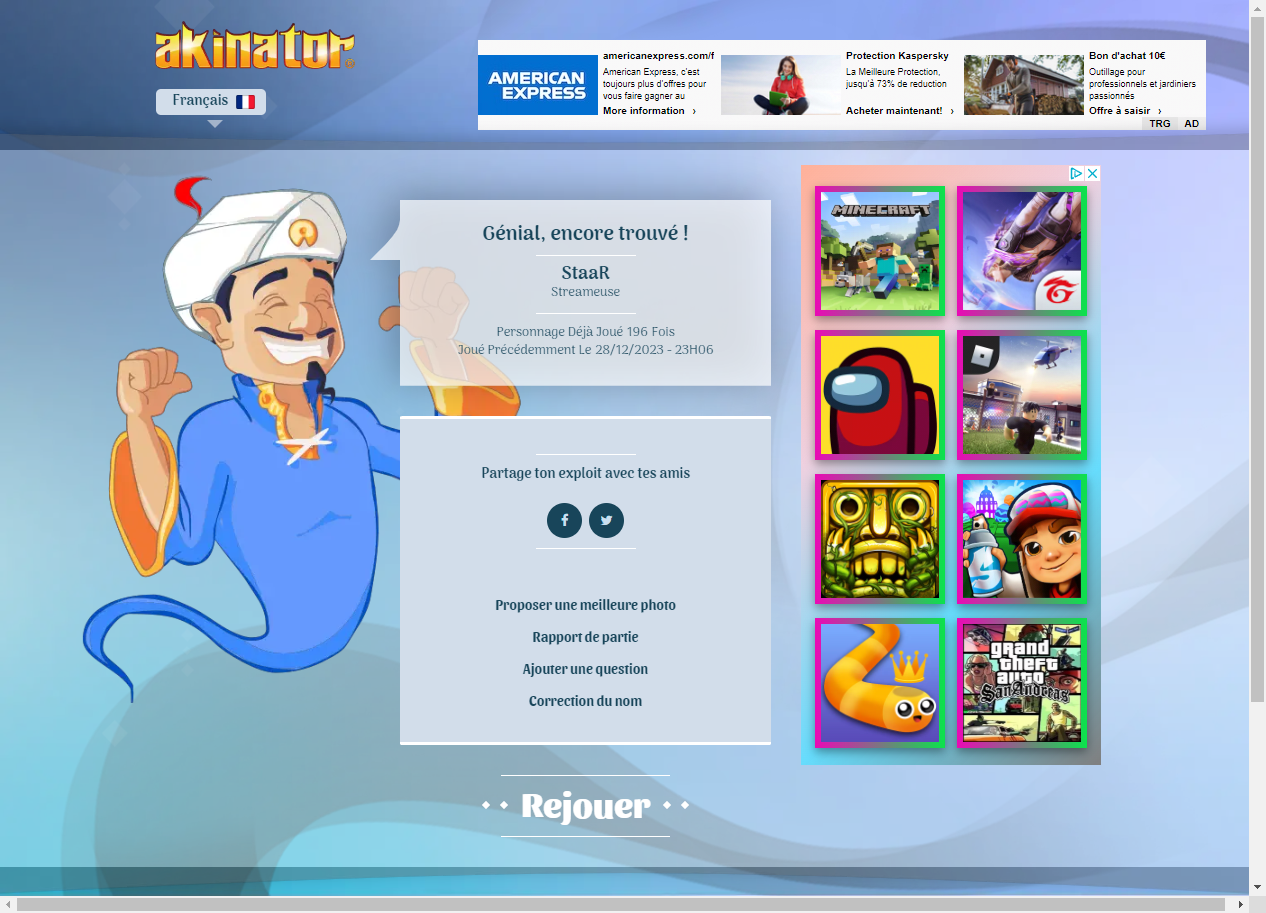 akinator
Français
AMERICAN
EXPRESS
americanexpress.com/f
American Express, c'est
toujours plus d'offres pour
vous faire gagner au
More information ›
Protection Kaspersky
La Meilleure Protection,
jusqu'à 73% de reduction
Acheter maintenant! ›
Bon d'achat 10€
Outillage pour
professionnels et jardiniers
passionnés
Offre à saisir ›
TRG AD
Génial, encore trouvé !
StaaR
Streameuse
Personnage Déjà Joué 196 Fois
Joué Précédemment Le 28/12/2023 - 23H06
Partage ton exploit avec tes amis
Proposer une meilleure photo
Rapport de partie
Ajouter une question
Correction du nom
Rejouer
MINECRAFT
grand
theft
auto
San Andreas